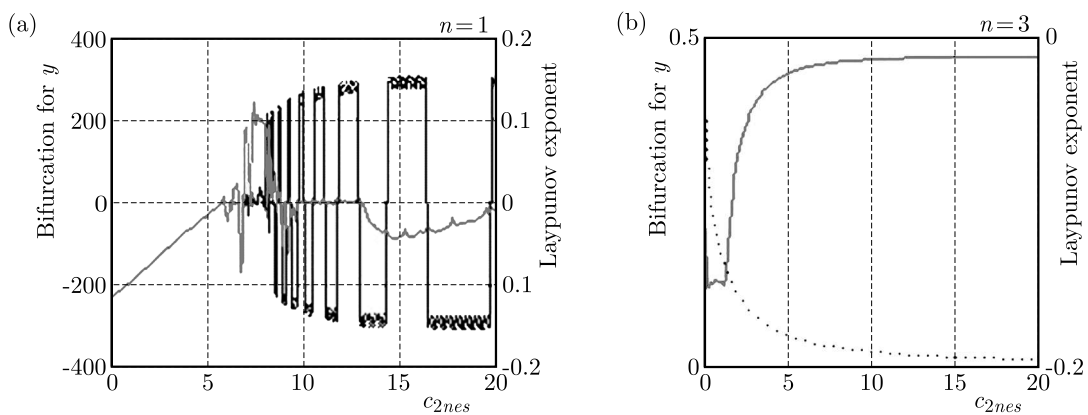 (a)
n=1
400
200
0
-200
-400
Bifurcation for y
0.2
0.1
0
0.1
-0.2
Laypunov exponent
0 5 10 15 20
c2nes
(b)
n=3
0.5
0
Bifurcation for y
0
-0.2
Laypunov exponent
0 5 10 15 20
c2nes